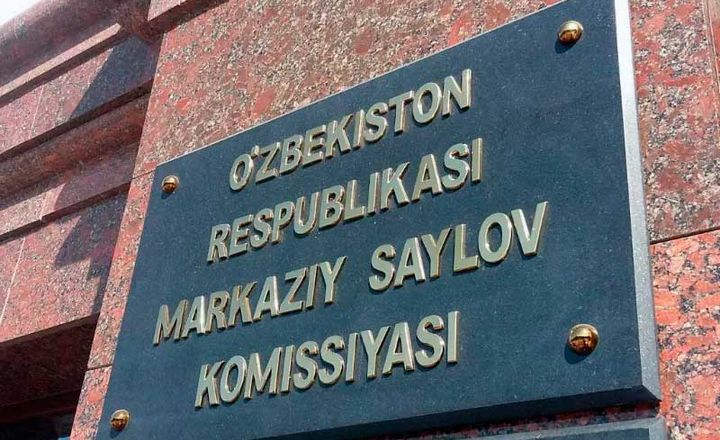 O‘ZBEKISTON
RESPUBLIKASI
MARKAZIY SAYLOV
KOMISSIYASI